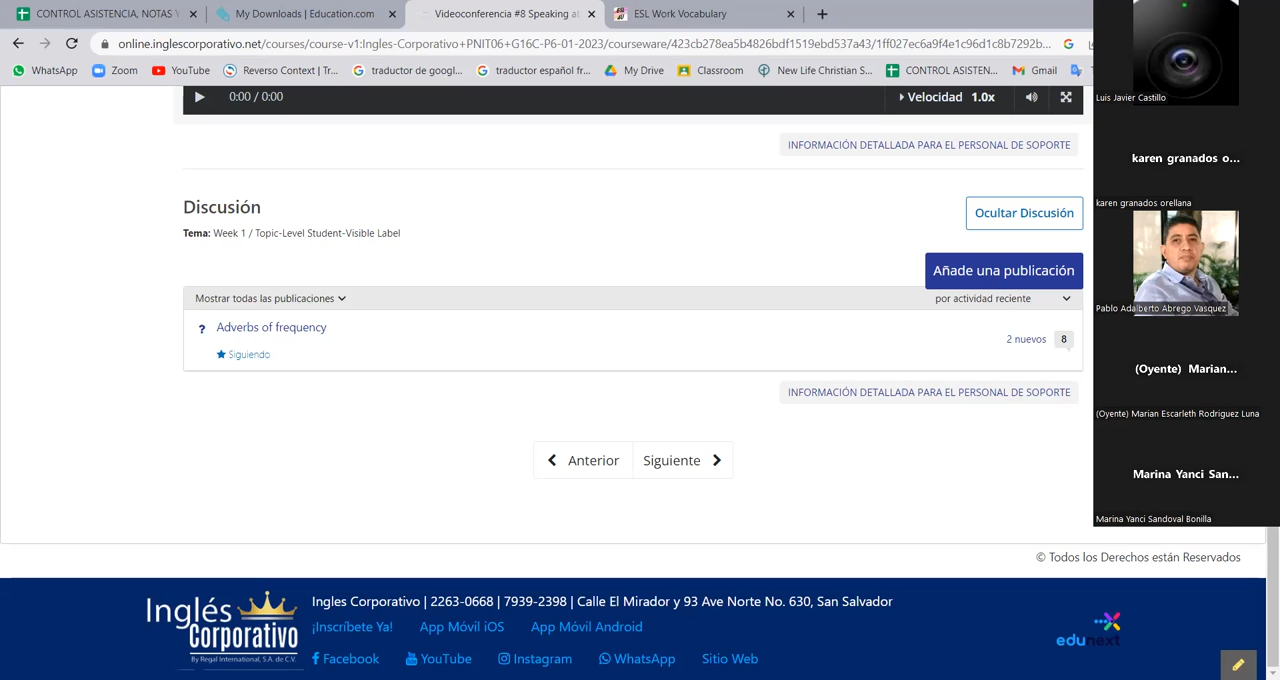 CONTROL ASISTENCIA, NOTAS Y
My Downloads | Education.com
Videoconferencia #8 Speaking ab
ESL Work Vocabulary
online.inglescorporativo.net/courses/course-v1:Ingles-Corporativo+PNIT06+G16C-P6-01-2023/courseware/423cb278ea5b4826bdf1519ebd537a43/1ff027ec6a9f4e1c96d1c8b7292b...
WhatsApp
Zoom
YouTube
Reverso Context | Tr...
traductor de googl...
traductor español fr...
My Drive
Classroom
New Life Christian S...
CONTROL ASISTEN...
Gmail
0:00 / 0:00
Velocidad 1.0x
INFORMACIÓN DETALLADA PARA EL PERSONAL DE SOPORTE
Discusión
Ocultar Discusión
Tema: Week 1 / Topic-Level Student-Visible Label
Añade una publicación
Mostrar todas las publicaciones
por actividad reciente
? Adverbs of frequency
2 nuevos 8
Siguiendo
INFORMACIÓN DETALLADA PARA EL PERSONAL DE SOPORTE
Anterior
Siguiente
© Todos los Derechos están Reservados
Inglés
Corporativo
By Regal International, S.A. de C.V.
Ingles Corporativo | 2263-0668 | 7939-2398 | Calle El Mirador y 93 Ave Norte No. 630, San Salvador
¡Inscríbete Ya!
App Móvil iOS
App Móvil Android
Facebook
YouTube
Instagram
WhatsApp
Sitio Web
edunext
Luis Javier Castillo
karen granados o...
karen granados orellana
Pablo Adalberto Abrego Vasquez
(Oyente) Marian...
(Oyente) Marian Escarleth Rodriguez Luna
Marina Yanci San...
Marina Yanci Sandoval Bonilla